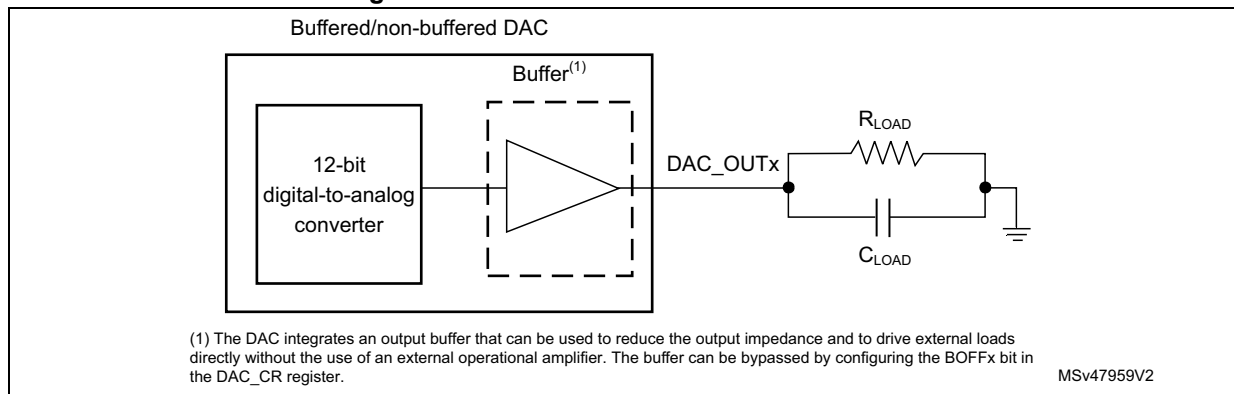 Buffered/non-buffered DAC
Buffer(1)
12-bit
digital-to-analog
converter
DAC_OUTx
RLOAD
CLOAD
(1) The DAC integrates an output buffer that can be used to reduce the output impedance and to drive external loads
directly without the use of an external operational amplifier. The buffer can be bypassed by configuring the BOFFx bit in
the DAC_CR register.
MSv47959V2